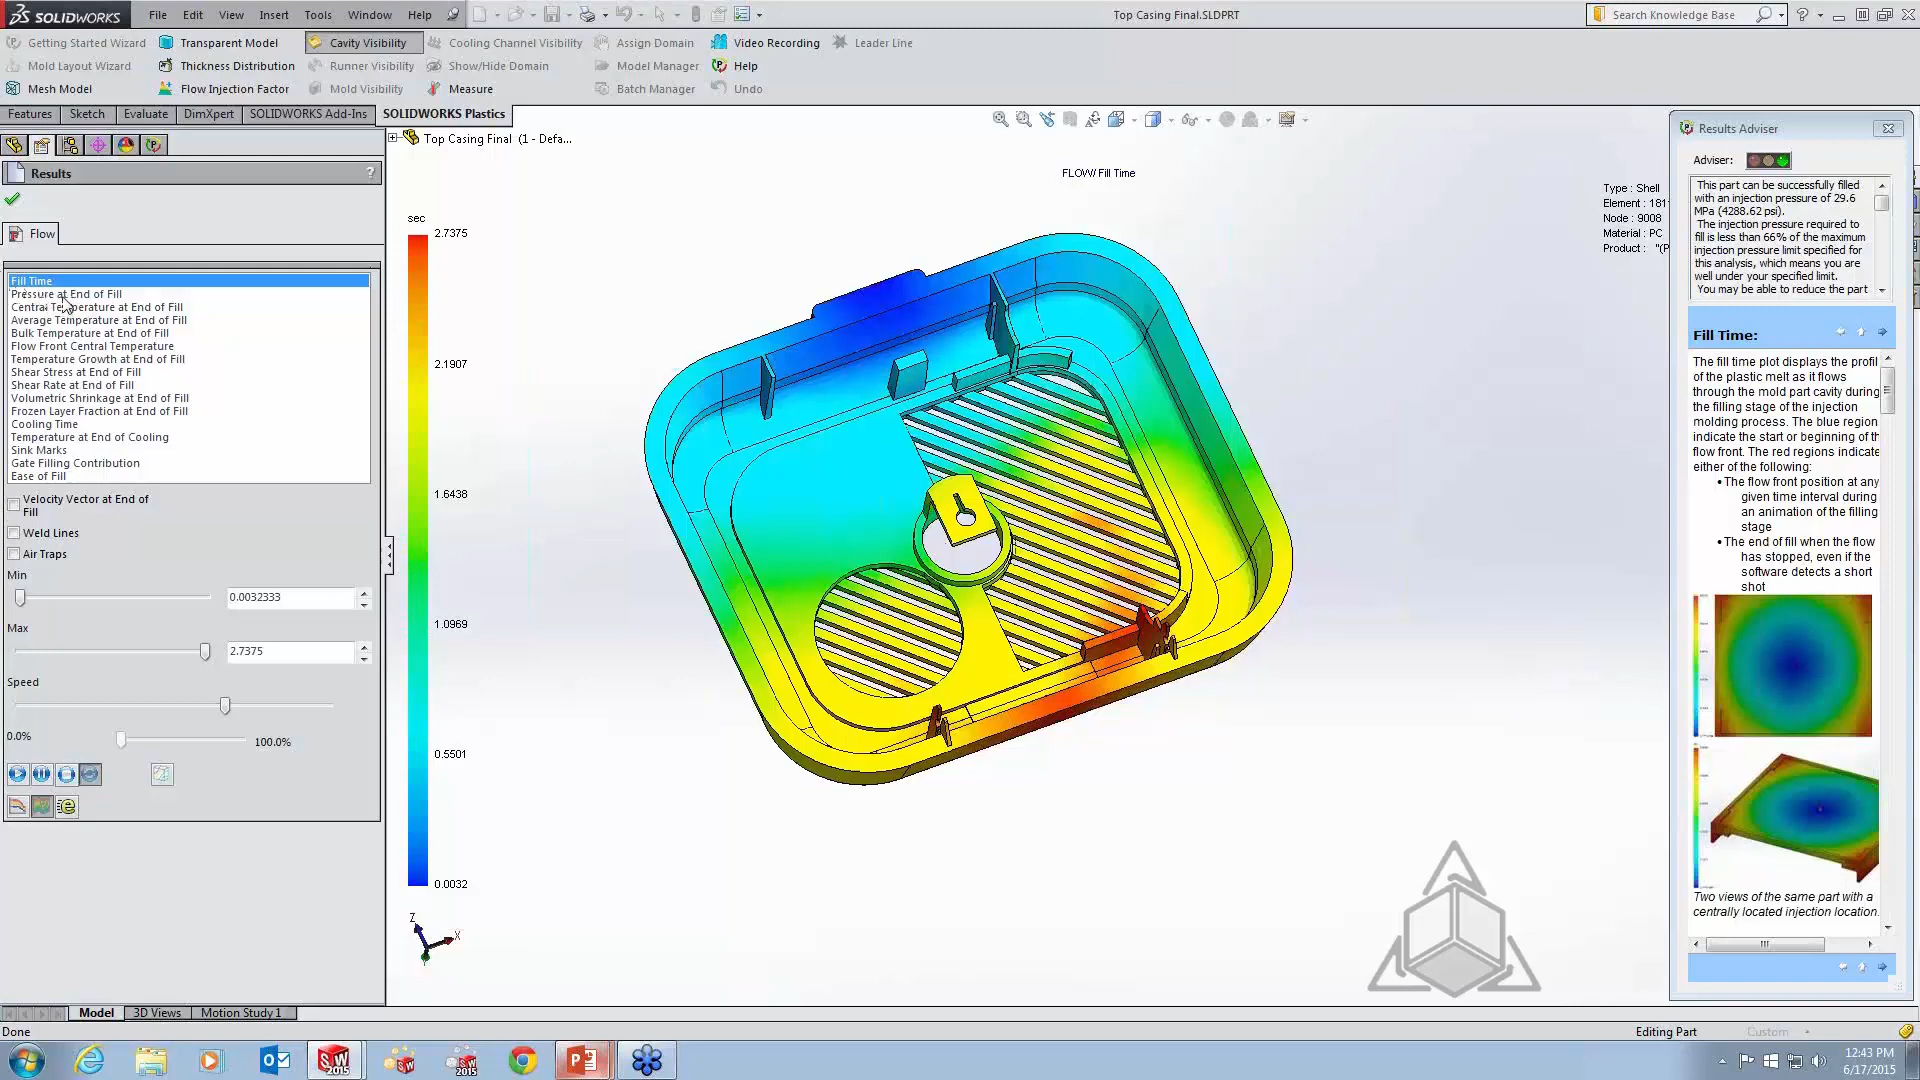 SOLIDWORKS File Edit View Insert Tools Window Help Top Casing Final.SLDPRT Search Knowledge Base
Getting Started Wizard Transparent Model Cavity Visibility Cooling Channel Visibility Assign Domain Video Recording Leader Line
Mold Layout Wizard Thickness Distribution Runner Visibility Show/Hide Domain Model Manager Help
Mesh Model Flow Injection Factor Mold Visibility Measure Batch Manager Undo
Features Sketch Evaluate DimXpert SOLIDWORKS Add-Ins SOLIDWORKS Plastics
Top Casing Final (1 - Defa...
Results ?
Flow
Fill Time
Pressure at End of Fill
Central Temperature at End of Fill
Average Temperature at End of Fill
Bulk Temperature at End of Fill
Flow Front Central Temperature
Temperature Growth at End of Fill
Shear Stress at End of Fill
Shear Rate at End of Fill
Volumetric Shrinkage at End of Fill
Frozen Layer Fraction at End of Fill
Cooling Time
Temperature at End of Cooling
Sink Marks
Gate Filling Contribution
Ease of Fill
Velocity Vector at End of
Fill
Weld Lines
Air Traps
Min
0.0032333
Max
2.7375
Speed
0.0% 100.0%
FLOW/ Fill Time
sec
2.7375
2.1907
1.6438
1.0969
0.5501
0.0032
Z
X
Type : Shell
Element : 181
Node : 9008
Material : PC
Product : "(P
Results Adviser
Adviser:
This part can be successfully filled
with an injection pressure of 29.6
MPa (4288.62 psi).
The injection pressure required to
fill is less than 66% of the maximum
injection pressure limit specified for
this analysis, which means you are
well under your specified limit.
You may be able to reduce the part
Fill Time:
The fill time plot displays the profil
of the plastic melt as it flows
through the mold part cavity during
the filling stage of the injection
molding process. The blue region
indicate the start or beginning of th
flow front. The red regions indicate
either of the following:
•The flow front position at any
given time interval during
an animation of the filling
stage
•The end of fill when the flow
has stopped, even if the
software detects a short
shot
Two views of the same part with a
centrally located injection location.
Model 3D Views Motion Study 1
Done Editing Part Custom
12:43 PM
6/17/2015